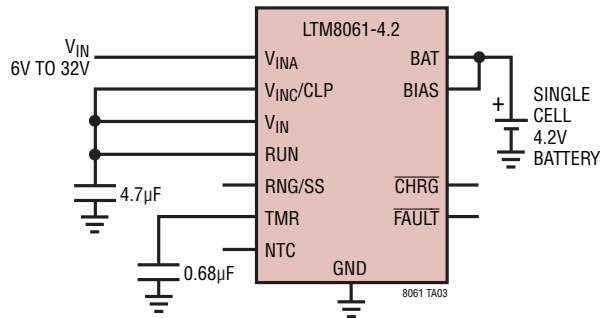 LTM8061-4.2
VIN
6V TO 32V
VINA
VINC/CLP
VIN
RUN
RNG/SS
TMR
NTC
GND
BAT
BIAS
CHRG
FAULT
4.7µF
0.68µF
+
SINGLE
CELL
4.2V
BATTERY
8061 TA03